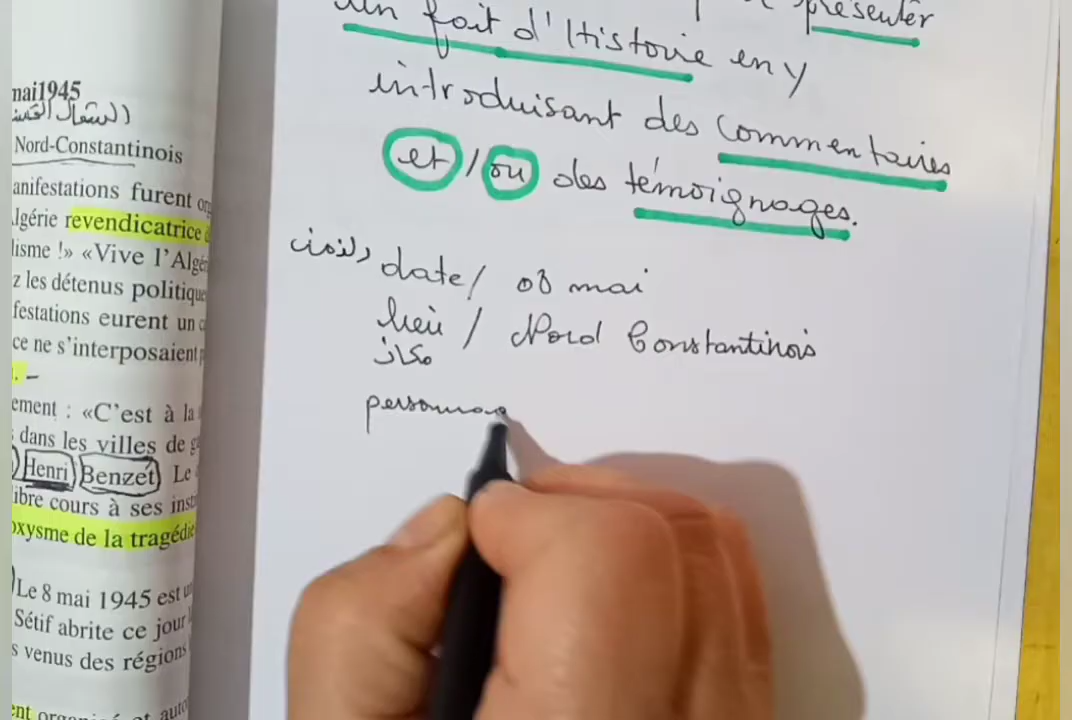 mai1945
Nord-Constantinois
anifestations furent
lgérie revendicatrice
lisme !» «Vive l'Algé
z les détenus politique
festations eurent un
ce ne s'interposaient
. –
ement : «C'est à la
dans les villes de
Henri Benzet Le
ibre cours à ses inst
oxysme de la tragédie
Le 8 mai 1945 est
Sétif abrite ce jour
s venus des régions
présenter
un fait d'Histoire en y
introduisant des commentaires
et / ou des témoignages.
date / 08 mai
lieu / Nord Constantinois
مكان
personnag